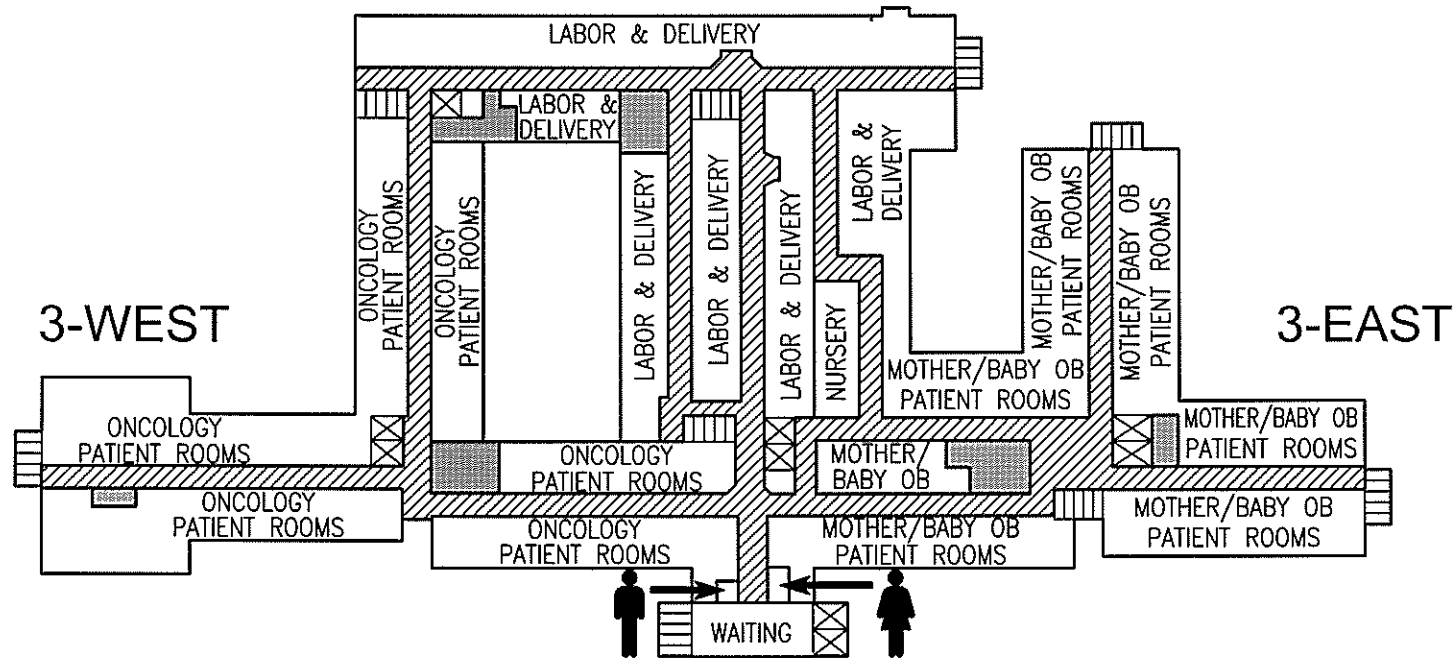 LABOR & DELIVERY
LABOR &
DELIVERY
ONCOLOGY
PATIENT ROOMS
ONCOLOGY
PATIENT ROOMS
LABOR & DELIVERY
LABOR & DELIVERY
LABOR & DELIVERY
LABOR &
DELIVERY
NURSERY
MOTHER/BABY OB
PATIENT ROOMS
MOTHER/BABY OB
PATIENT ROOMS
3-WEST
3-EAST
MOTHER/BABY OB
PATIENT ROOMS
ONCOLOGY
PATIENT ROOMS
MOTHER/BABY OB
PATIENT ROOMS
ONCOLOGY
PATIENT ROOMS
MOTHER/
BABY OB
ONCOLOGY
PATIENT ROOMS
ONCOLOGY
PATIENT ROOMS
MOTHER/BABY OB
PATIENT ROOMS
MOTHER/BABY OB
PATIENT ROOMS
WAITING